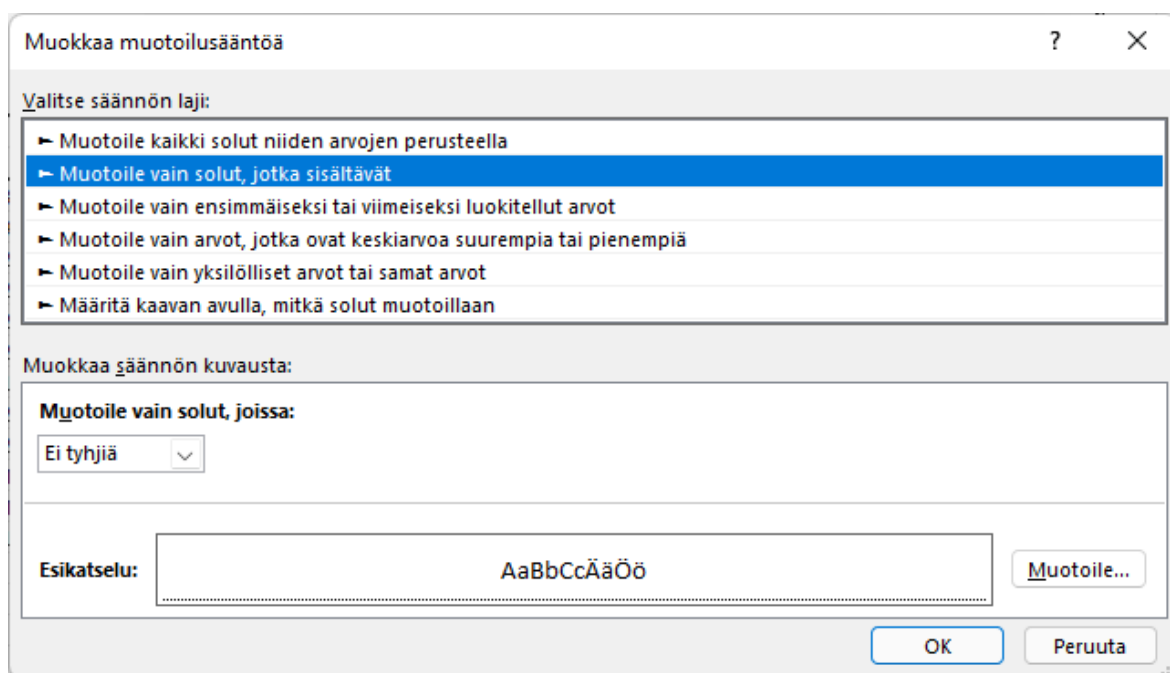 Muokkaa muotoilusääntöä
?
Valitse säännön laji:
► Muotoile kaikki solut niiden arvojen perusteella
► Muotoile vain solut, jotka sisältävät
► Muotoile vain ensimmäiseksi tai viimeiseksi luokitellut arvot
► Muotoile vain arvot, jotka ovat keskiarvoa suurempia tai pienempiä
► Muotoile vain yksilölliset arvot tai samat arvot
► Määritä kaavan avulla, mitkä solut muotoillaan
Muokkaa säännön kuvausta:
Muotoile vain solut, joissa:
Ei tyhjiä
Esikatselu: AaBbCcÄäÖö Muotoile...
OK Peruuta